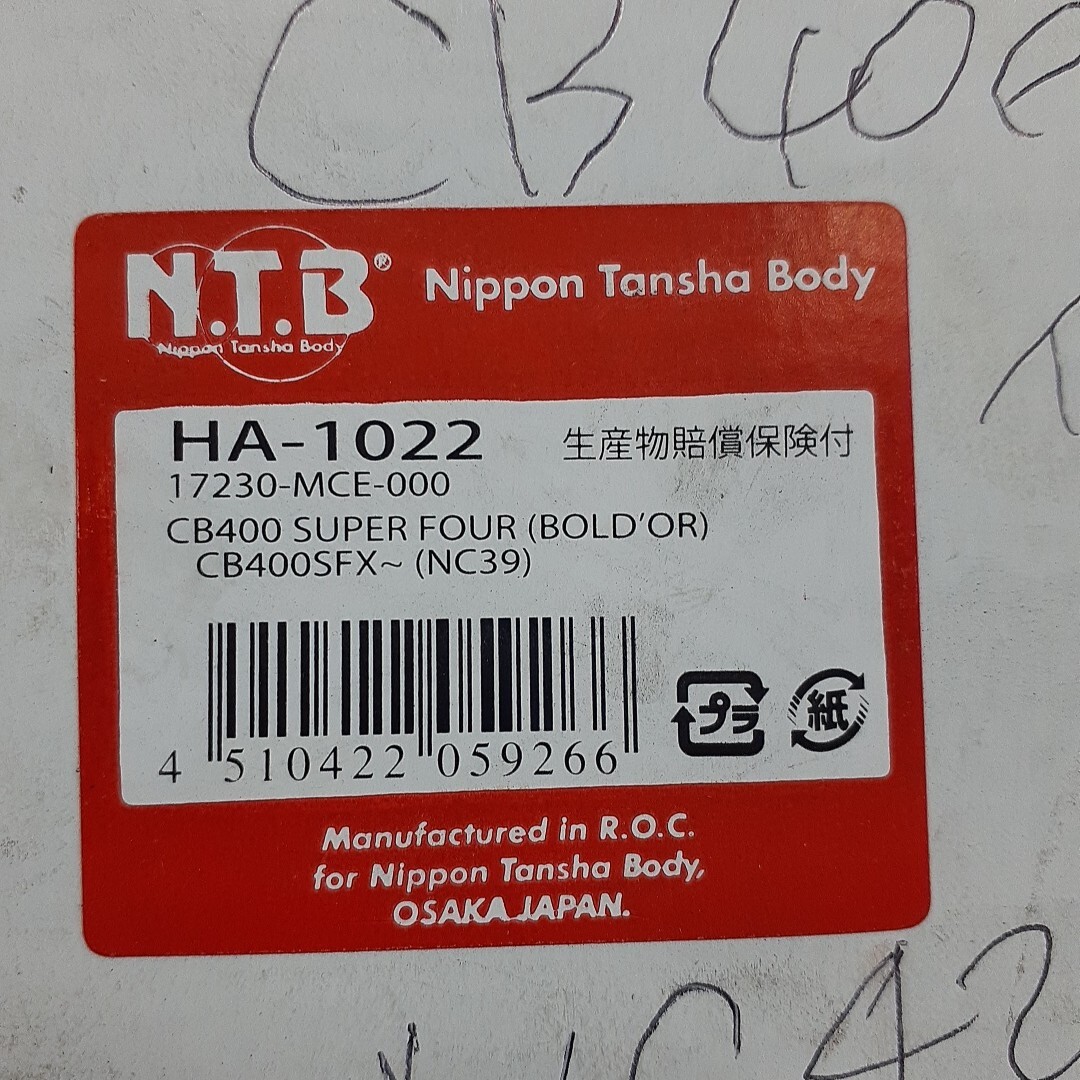 CB400
N.T.B®
Nippon Tansha Body
Nippon Tansha Body
HA-1022
生産物賠償保険付
17230-MCE-000
CB400 SUPER FOUR (BOLD'OR)
CB400SFX~ (NC39)
4 510422 059266
プラ
紙
Manufactured in R.O.C.
for Nippon Tansha Body,
OSAKA JAPAN.